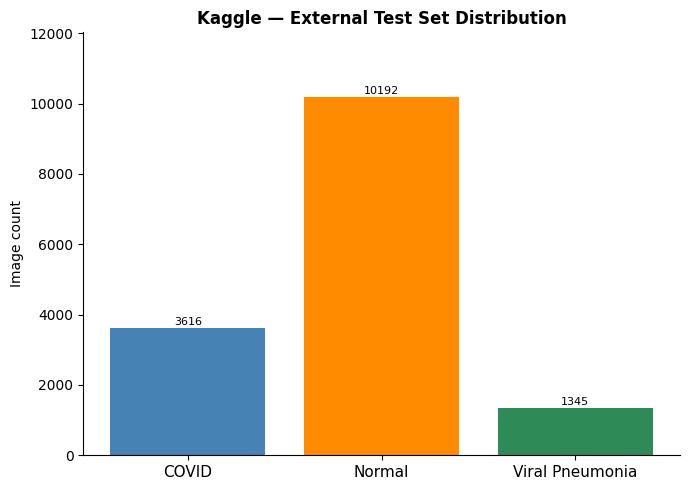 Kaggle — External Test Set Distribution
Image count
12000
10000
8000
6000
4000
2000
0
3616
10192
1345
COVID
Normal
Viral Pneumonia